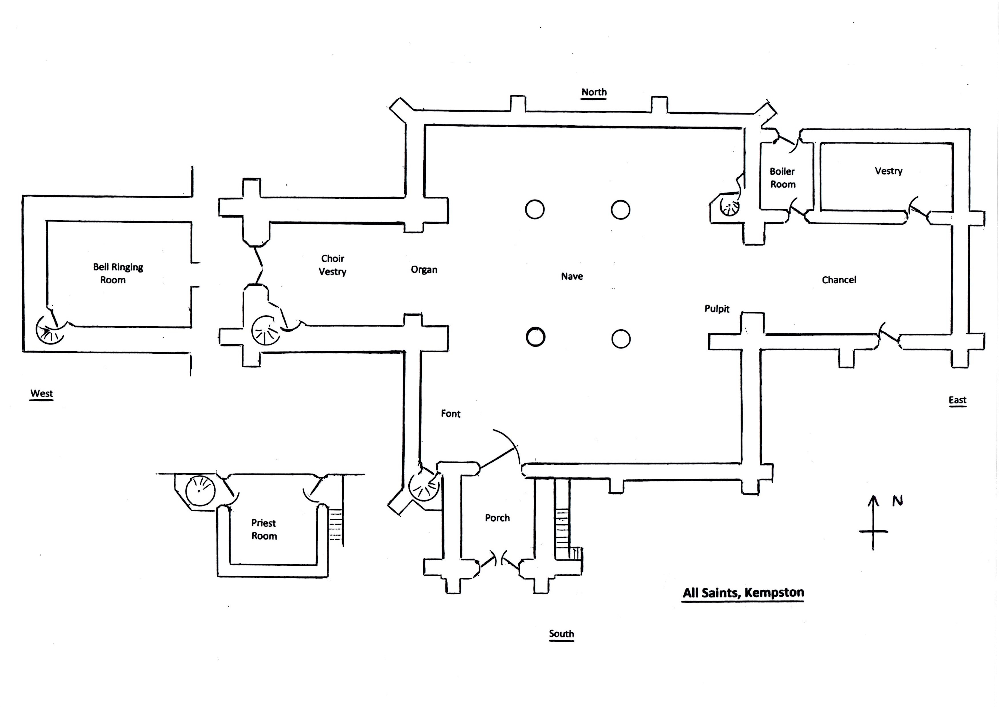 North
Boiler
Room
Vestry
Choir
Vestry
Bell Ringing
Room
Organ
Nave
Chancel
Pulpit
West
East
Font
N
Priest
Room
Porch
All Saints, Kempston
South